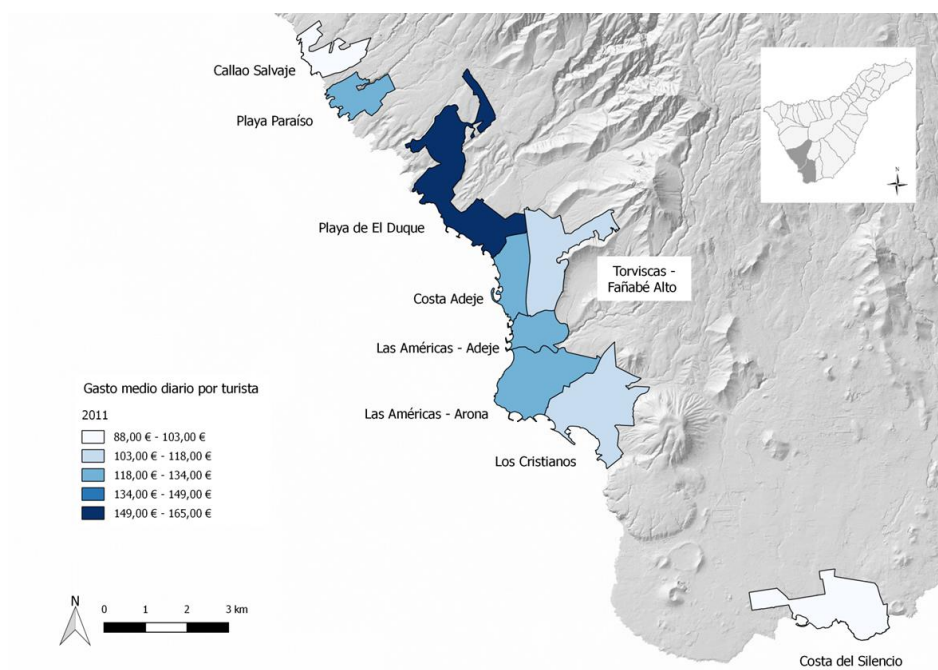 Callao Salvaje
Playa Paraíso
Playa de El Duque
Torviscas -
Fañabé Alto
Costa Adeje
Las Américas - Adeje
Las Américas - Arona
Los Cristianos
Costa del Silencio
Gasto medio diario por turista
2011
88,00 € - 103,00 €
103,00 € - 118,00 €
118,00 € - 134,00 €
134,00 € - 149,00 €
149,00 € - 165,00 €
N
0 1 2 3 km
N